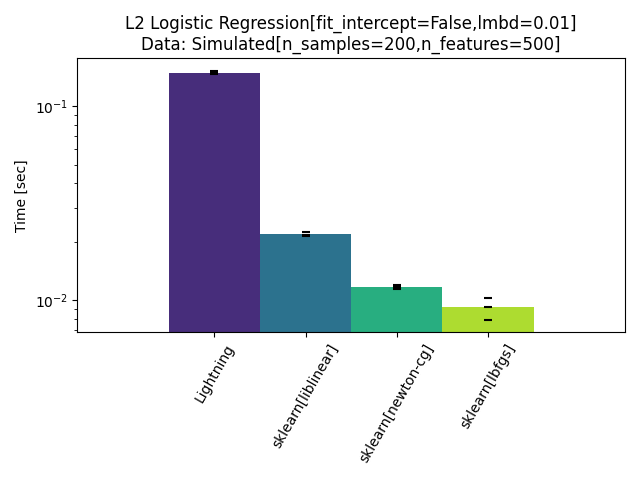 L2 Logistic Regression[fit_intercept=False,lmbd=0.01]
Data: Simulated[n_samples=200,n_features=500]
Time [sec]
10⁻¹
10⁻²
Lightning
sklearn[liblinear]
sklearn[newton-cg]
sklearn[lbfgs]